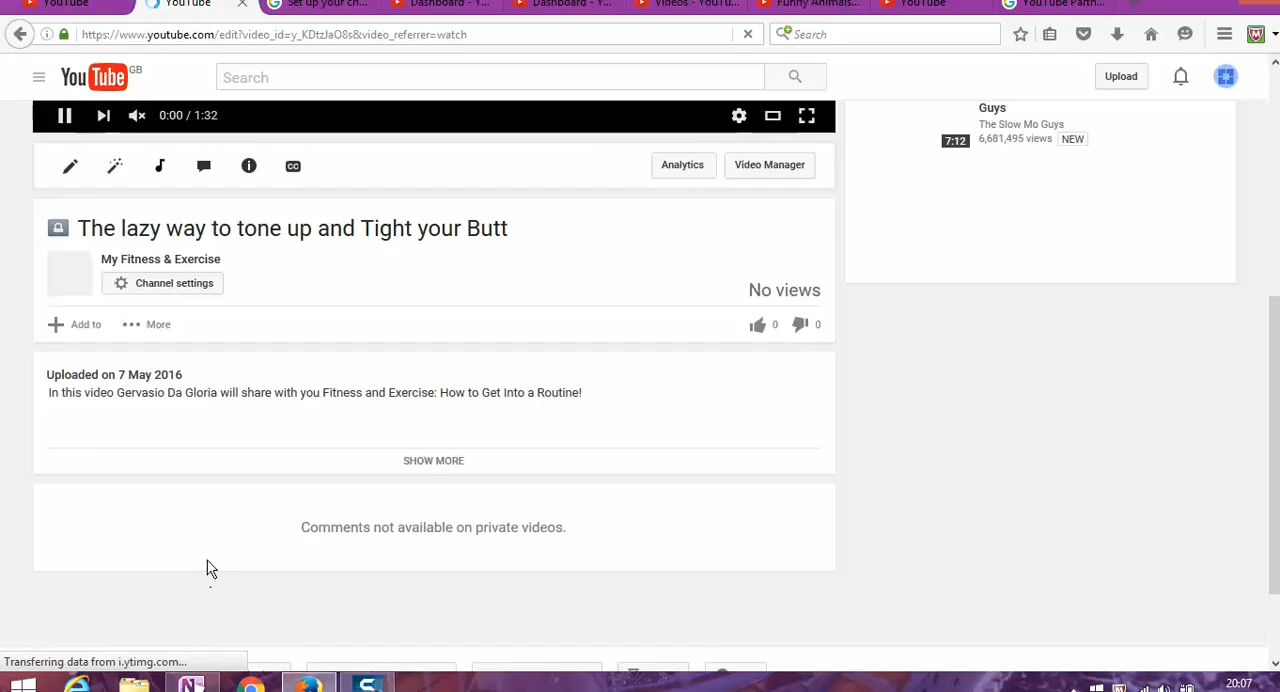 YouTube
YouTube
Set up your ch...
Dashboard - Y...
Dashboard - Y...
Videos - YouTu...
Funny Animals...
YouTube
YouTube Partn...
https://www.youtube.com/edit?video_id=y_KDtzJaO8s&video_referrer=watch
Search
YouTube GB
Search
Upload
0:00 / 1:32
Guys
The Slow Mo Guys
6,681,495 views NEW
7:12
CC
Analytics
Video Manager
The lazy way to tone up and Tight your Butt
My Fitness & Exercise
Channel settings
No views
Add to
More
0
0
Uploaded on 7 May 2016
In this video Gervasio Da Gloria will share with you Fitness and Exercise: How to Get Into a Routine!
SHOW MORE
Comments not available on private videos.
Transferring data from i.ytimg.com...
20:07